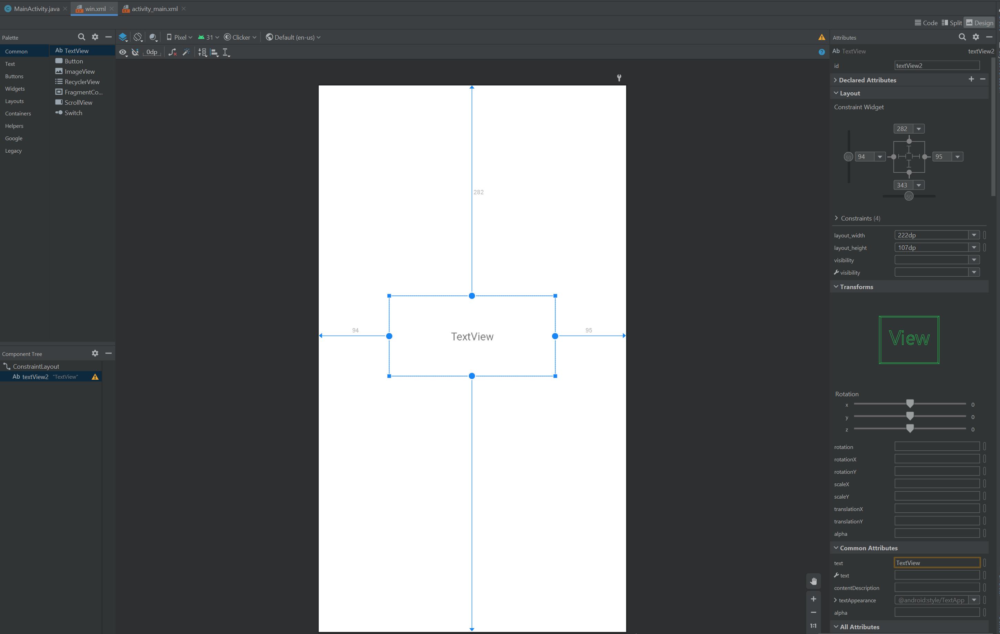 MainActivity.java
win.xml
activity_main.xml
Code
Split
Design
Palette
Common
Text
Buttons
Widgets
Layouts
Containers
Helpers
Google
Legacy
Ab TextView
Button
ImageView
RecyclerView
FragmentCo...
ScrollView
Switch
Pixel
31
Clicker
Default (en-us)
0dp
282
94
TextView
95
Component Tree
ConstraintLayout
Ab textView2 "TextView"
1:1
Attributes
Ab TextView textView2
id textView2
Declared Attributes
Layout
Constraint Widget
282
50 94 95
343
50
Constraints (4)
layout_width 222dp
layout_height 107dp
visibility
visibility
Transforms
View
Rotation
x 0
y 0
z 0
rotation
rotationX
rotationY
scaleX
scaleY
translationX
translationY
alpha
Common Attributes
text TextView
text
contentDescription
textAppearance @android:style/TextApp
alpha
All Attributes